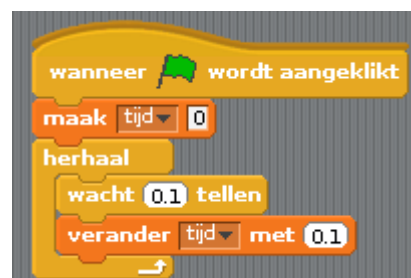 wanneer wordt aangeklikt
maak tijd 0
herhaal
wacht 0.1 tellen
verander tijd met 0.1